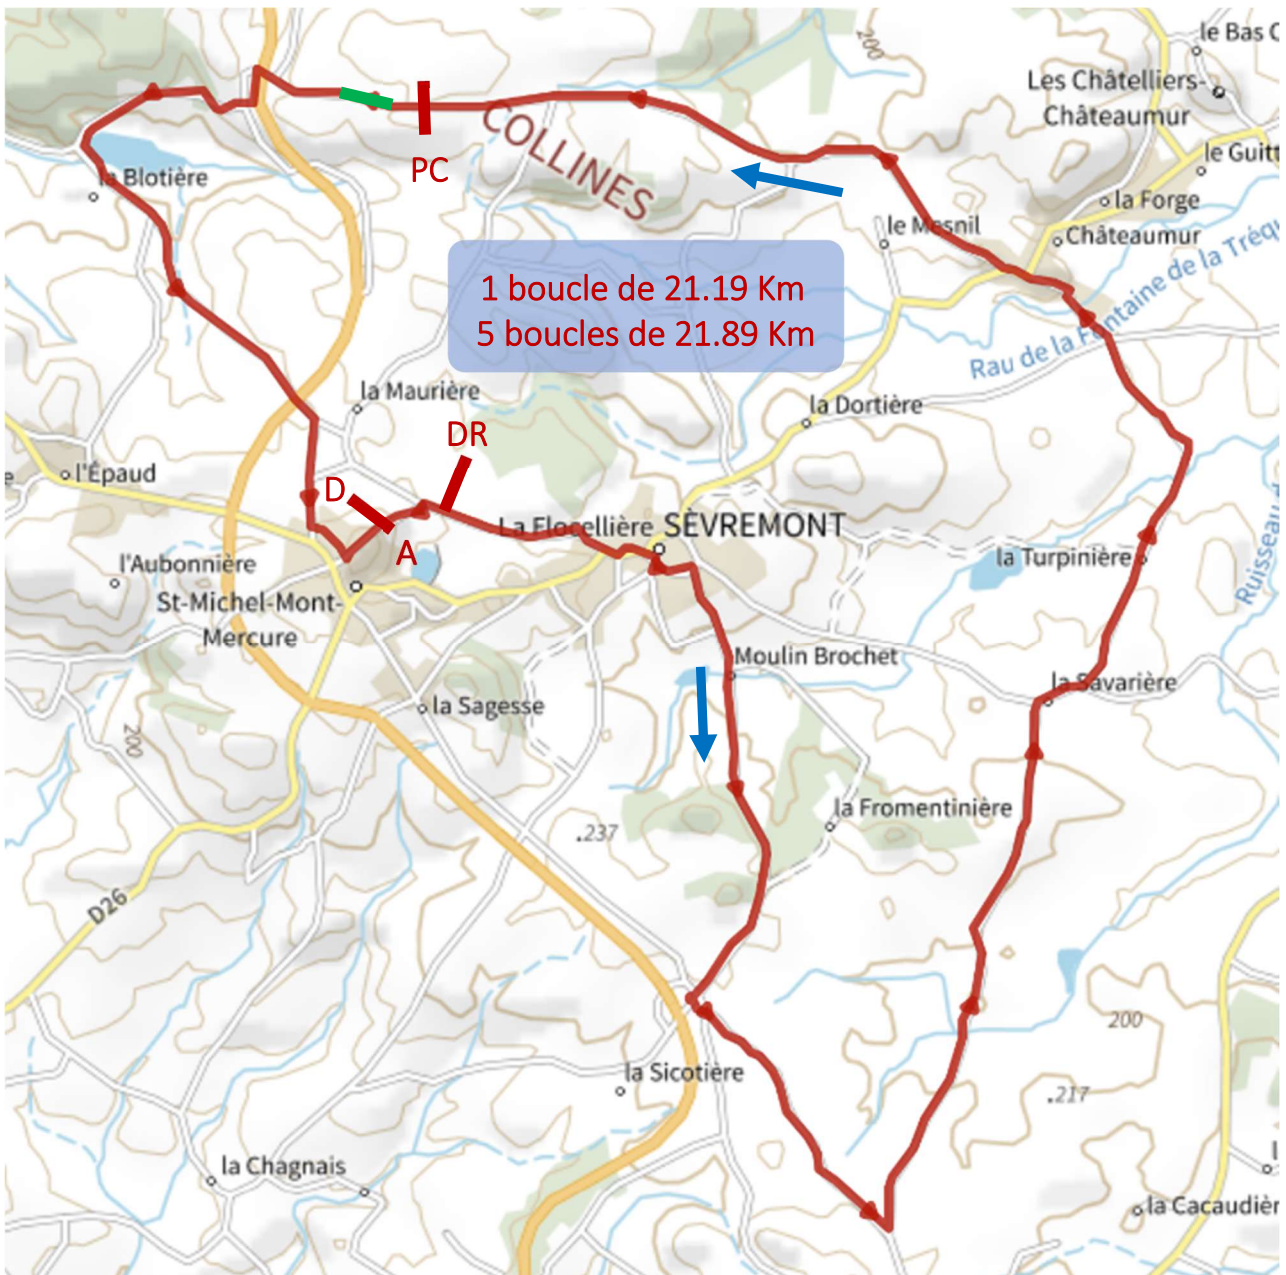 200
le Bas C
Les Châtelliers-
Châteaumur
le Guitt
PC
COLLINES
la Blotière
la Forge
le Mesnil
Châteaumur
Rau de la Fontaine de la Tréqu
1 boucle de 21.19 Km
5 boucles de 21.89 Km
la Maurière
la Dortière
DR
l'Épaud
e
D
La Flocellière
SÈVREMONT
A
l'Aubonnière
la Turpinière
Ruisseau d
St-Michel-Mont-
Mercure
Moulin Brochet
la Savarière
la Sagesse
200
la Fromentinière
237
D26
200
la Sicotière
217
la Chagnais
l
la Cacaudièr